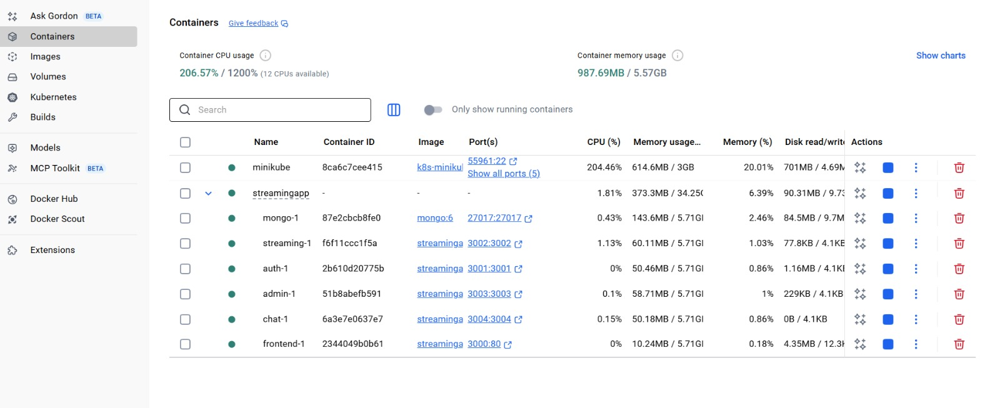 Ask Gordon BETA
Containers
Images
Volumes
Kubernetes
Builds
Models
MCP Toolkit BETA
Docker Hub
Docker Scout
Extensions
Containers Give feedback
Container CPU usage
206.57% / 1200% (12 CPUs available)
Container memory usage
987.69MB / 5.57GB
Show charts
Search
Only show running containers
Name Container ID Image Port(s) CPU (%) Memory usage... Memory (%) Disk read/write Actions
minikube 8ca6c7cee415 k8s-minikul 55961:22 204.46% 614.6MB / 3GB 20.01% 701MB / 4.69M
Show all ports (5)
streamingapp - - - 1.81% 373.3MB / 34.25G 6.39% 90.31MB / 9.73
mongo-1 87e2cbcb8fe0 mongo:6 27017:27017 0.43% 143.6MB / 5.71GI 2.46% 84.5MB / 9.7M
streaming-1 f6f11ccc1f5a streaminga 3002:3002 1.13% 60.11MB / 5.71GI 1.03% 77.8KB / 4.1KB
auth-1 2b610d20775b streaminga 3001:3001 0% 50.46MB / 5.71GI 0.86% 1.16MB / 4.1K
admin-1 51b8abefb591 streaminga 3003:3003 0.1% 58.71MB / 5.71GI 1% 229KB / 4.1KB
chat-1 6a3e7e0637e7 streaminga 3004:3004 0.15% 50.18MB / 5.71GI 0.86% 0B / 4.1KB
frontend-1 2344049b0b61 streaminga 3000:80 0% 10.24MB / 5.71GI 0.18% 4.35MB / 12.3